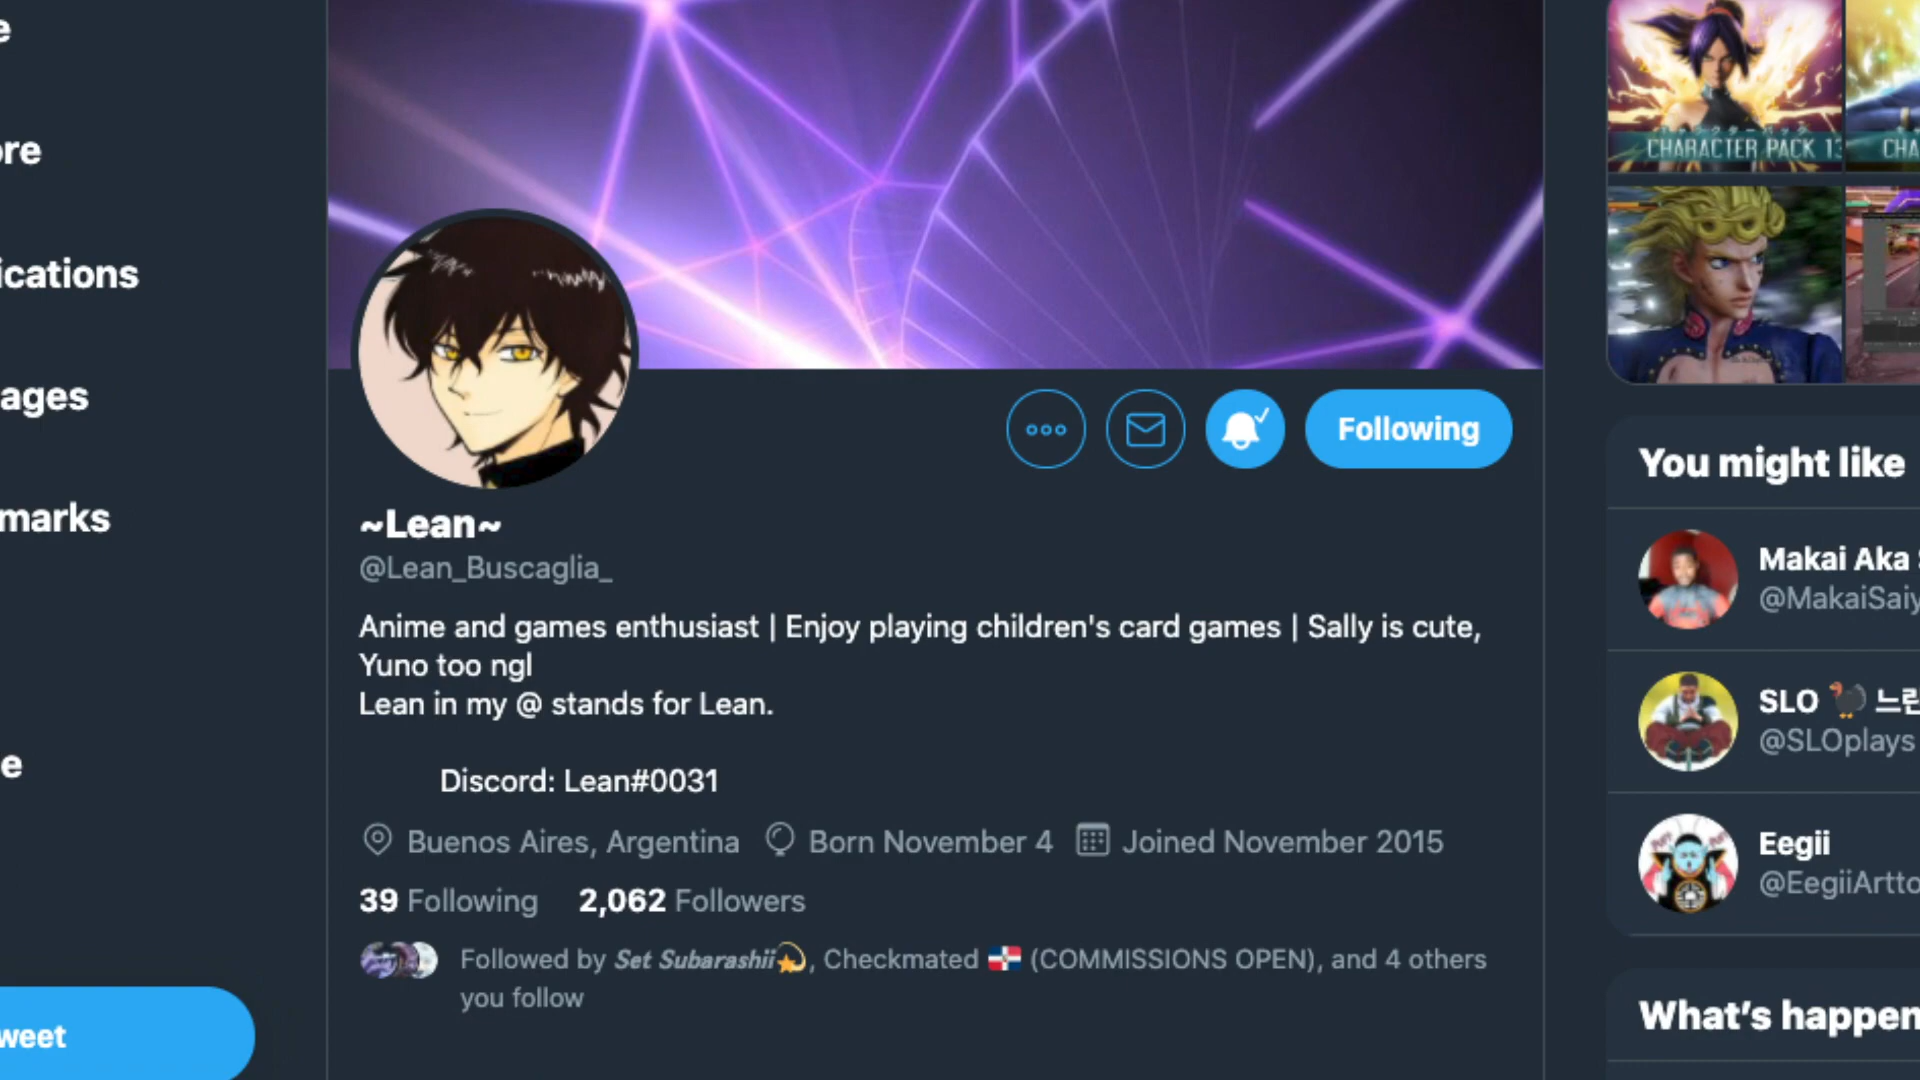 e
ore
ications
ages
marks
e
weet
~Lean~
@Lean_Buscaglia_
Following
Anime and games enthusiast | Enjoy playing children's card games | Sally is cute,
Yuno too ngl
Lean in my @ stands for Lean.
Discord: Lean#0031
Buenos Aires, Argentina Born November 4 Joined November 2015
39 Following 2,062 Followers
Followed by Set Subarashii💫, Checkmated 🇩🇴 (COMMISSIONS OPEN), and 4 others
you follow
CHARACTER PACK 13
CHA
You might like
Makai Aka S
@MakaiSaiy
SLO 🦃 느린
@SLOplays
Eegii
@EegiiArtto
What's happen